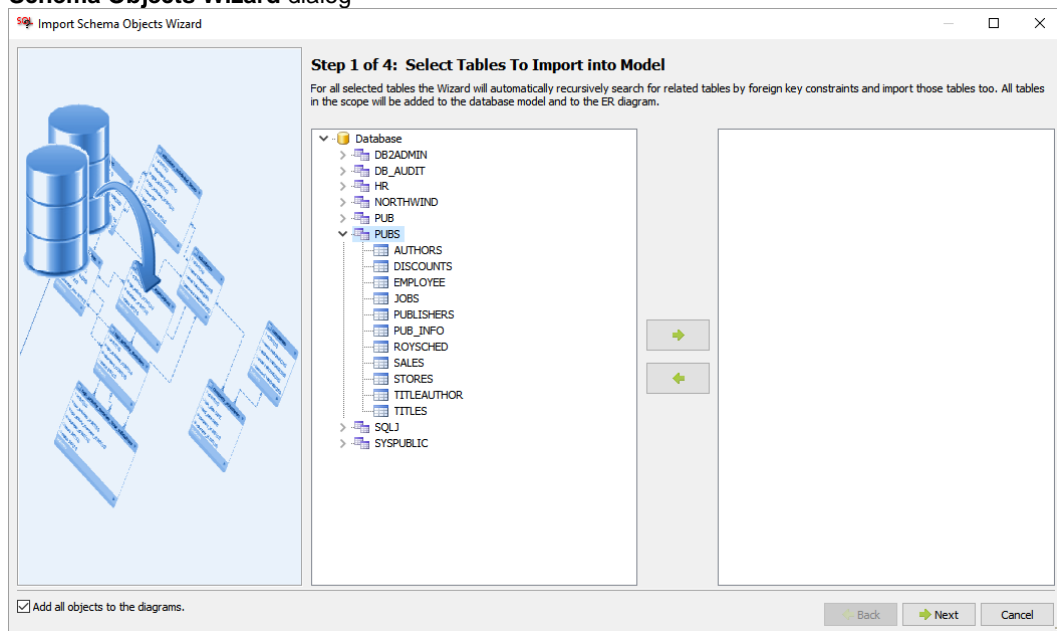 Schema Objects Wizard dialog
Import Schema Objects Wizard
Step 1 of 4: Select Tables To Import into Model
For all selected tables the Wizard will automatically recursively search for related tables by foreign key constraints and import those tables too. All tables
in the scope will be added to the database model and to the ER diagram.
Database
DB2ADMIN
DB_AUDIT
HR
NORTHWIND
PUB
PUBS
AUTHORS
DISCOUNTS
EMPLOYEE
JOBS
PUBLISHERS
PUB_INFO
ROYSCHED
SALES
STORES
TITLEAUTHOR
TITLES
SQLJ
SYSPUBLIC
Add all objects to the diagrams.
Back Next Cancel